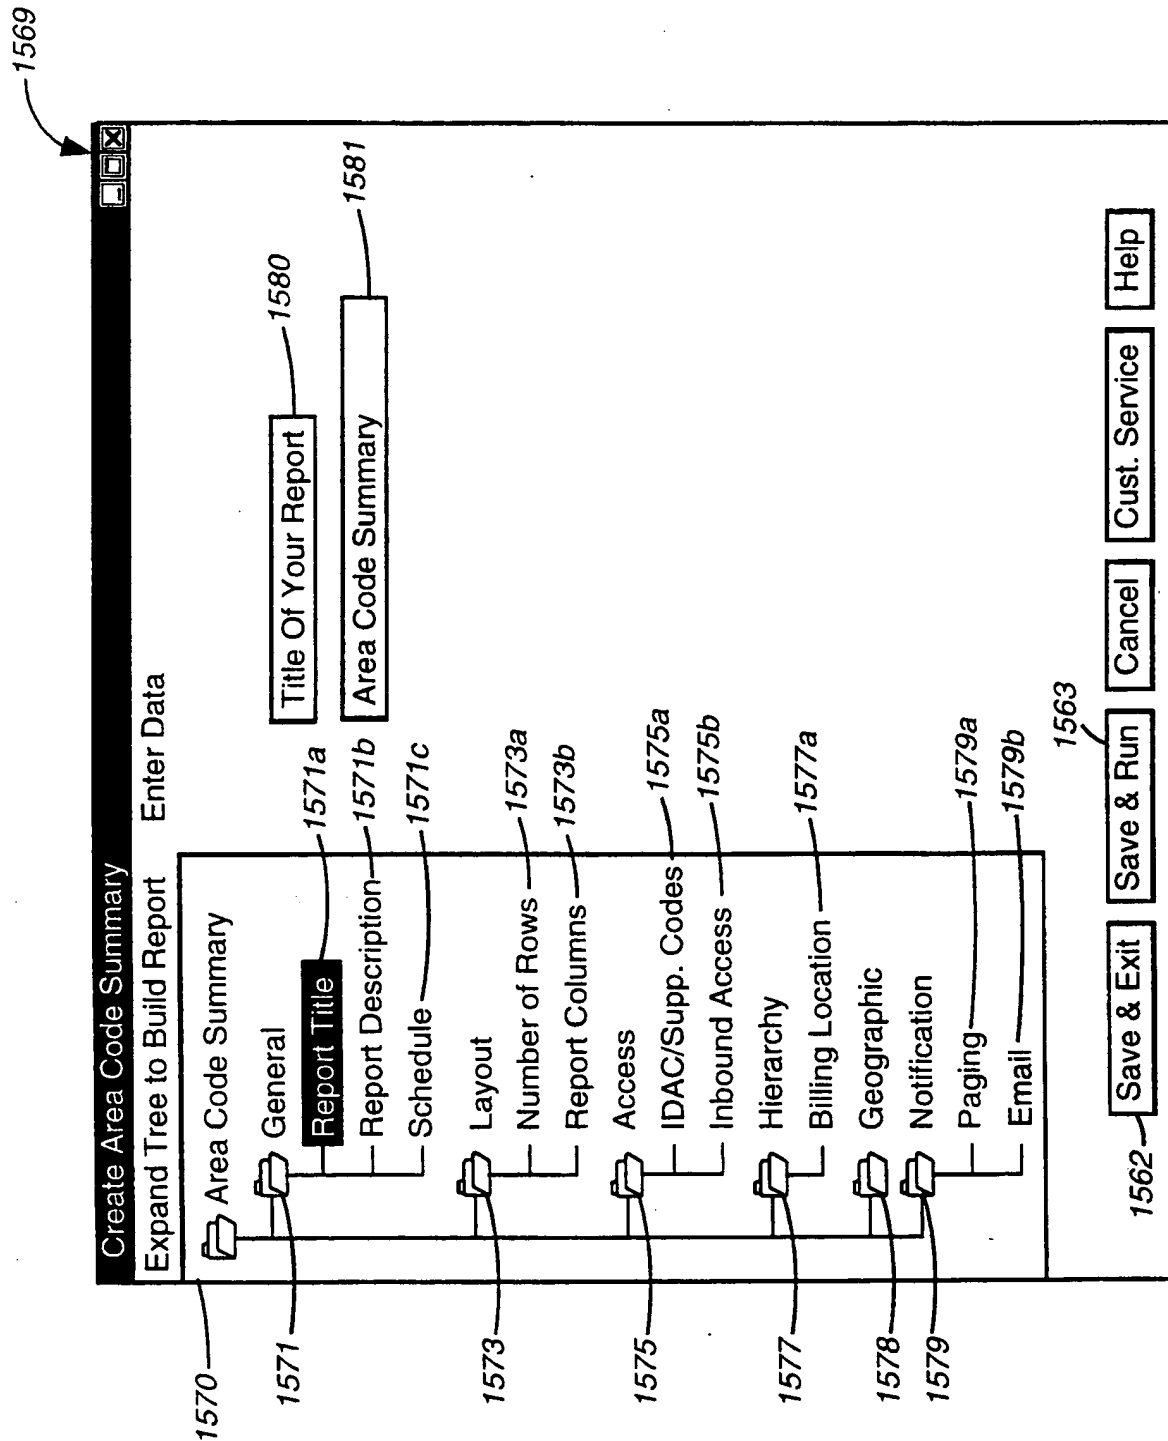 1569
Create Area Code Summary
Expand Tree to Build Report
Enter Data
1570
Area Code Summary
1571
General
Report Title
1571a
Report Description
1571b
Schedule
1571c
1573
Layout
Number of Rows
1573a
Report Columns
1573b
1575
Access
IDAC/Supp. Codes
1575a
Inbound Access
1575b
1577
Hierarchy
Billing Location
1577a
1578
Geographic
1579
Notification
Paging
1579a
Email
1579b
Title Of Your Report
1580
Area Code Summary
1581
1562
Save & Exit
1563
Save & Run
Cancel
Cust. Service
Help